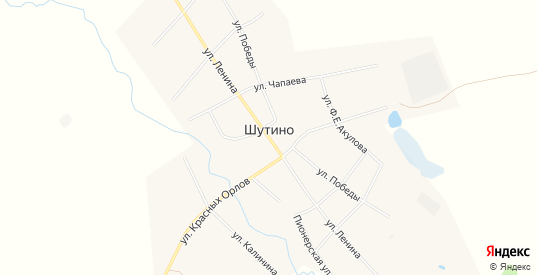 ул. Победы
ул. Ленина
ул. Чапаева
ул. Ф.Е. Акулова
Шутино
ул. Победы
ул. Красных Орлов
ул. Ленина
Пионерская ул.
ул. Калинина
Яндекс
© Яндекс